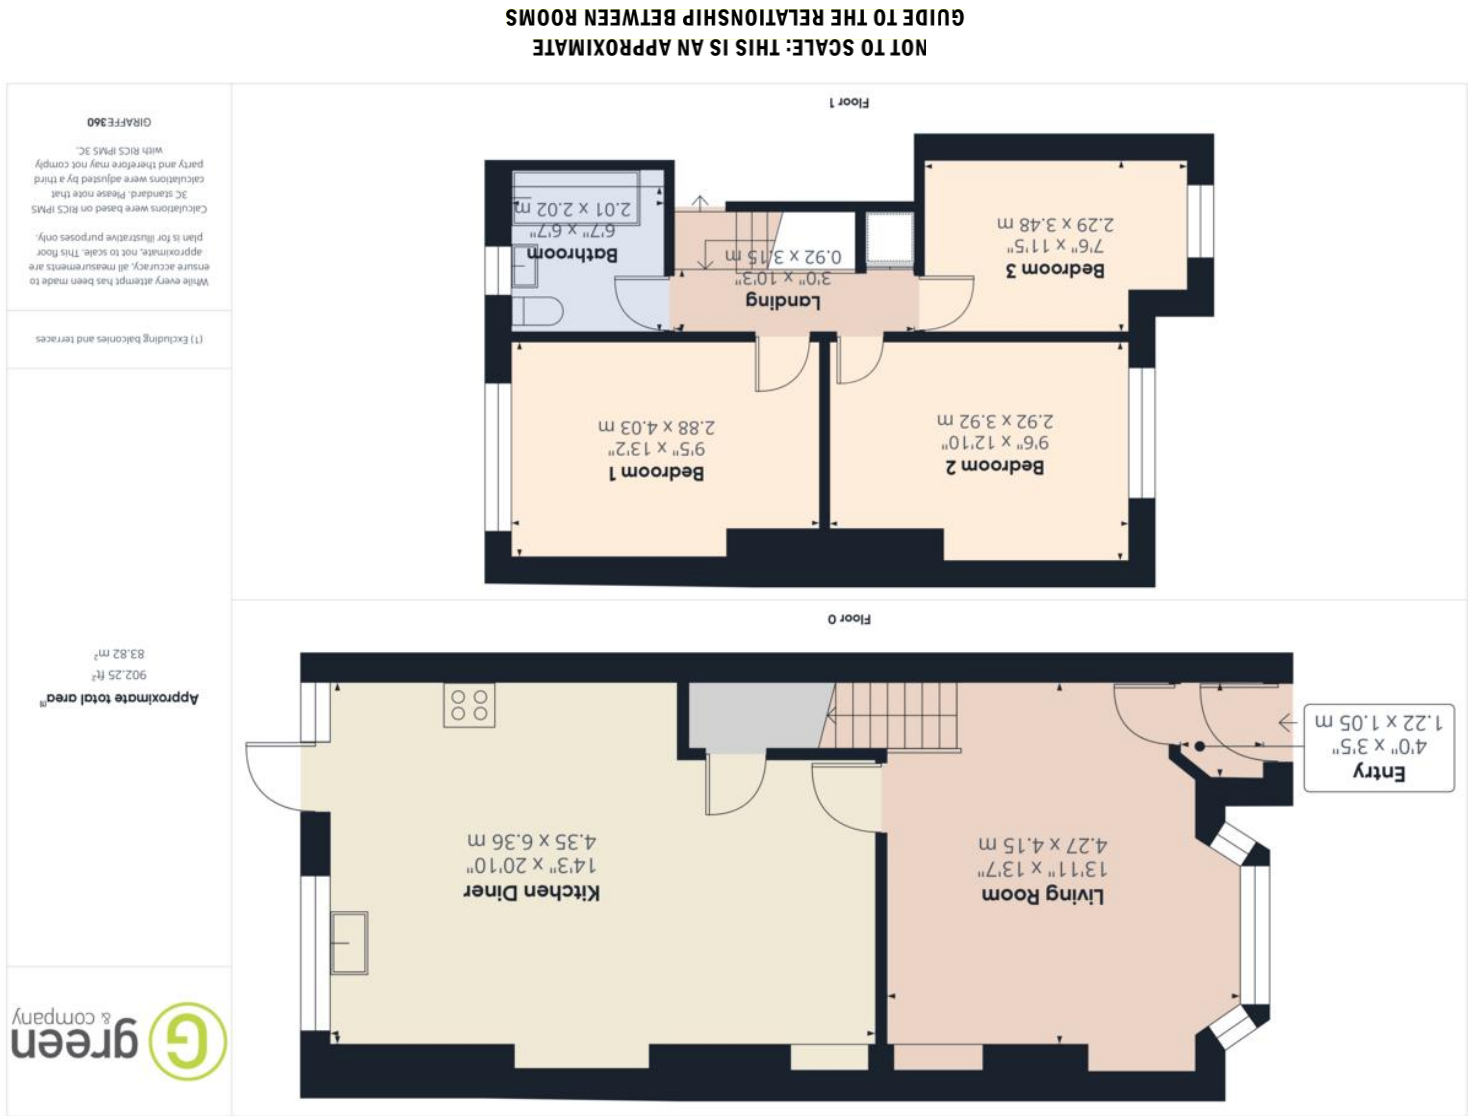 Living Room
13'11" x 13'7"
4.27 x 4.15 m
Kitchen Diner
14'3" x 20'10"
4.35 x 6.36 m
Entry
4'0" x 3'5"
1.22 x 1.05 m
Floor 0
Bedroom 2
9'6" x 12'10"
2.92 x 3.92 m
Bedroom 1
9'5" x 13'2"
2.88 x 4.03 m
Landing
3'0" x 10'3"
0.92 x 3.15 m
Bedroom 3
7'6" x 11'5"
2.29 x 3.48 m
Bathroom
6'7" x 6'7"
2.01 x 2.02 m
Floor 1
G green
& company
Approximate total area⁽¹⁾
902.25 ft²
83.82 m²
(1) Excluding balconies and terraces
While every attempt has been made to
ensure accuracy, all measurements are
approximate, not to scale. This floor
plan is for illustrative purposes only.
Calculations were based on RICS IPMS
3C standard. Please note that
calculations were adjusted by a third
party and therefore may not comply
with RICS IPMS 3C.
GIRAFFE360
NOT TO SCALE: THIS IS AN APPROXIMATE
GUIDE TO THE RELATIONSHIP BETWEEN ROOMS